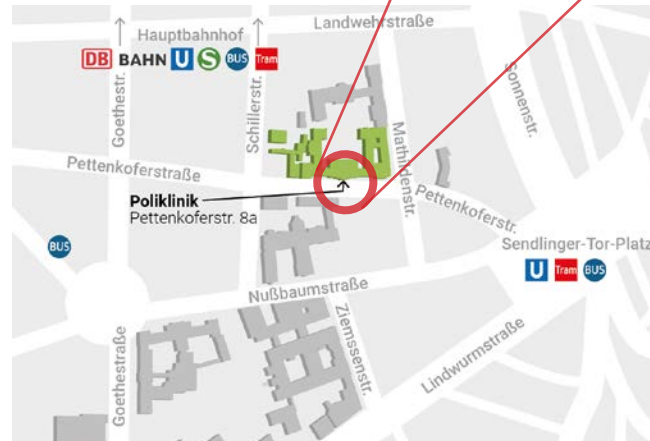 Landwehrstraße
Hauptbahnhof
DB BAHN U S BUS Tram
Goethestr.
Schillerstr.
Sonnenstr.
Mathildenstr.
Pettenkoferstraße
Poliklinik
Pettenkoferstr. 8a
Pettenkoferstr.
BUS
Sendlinger-Tor-Platz
U Tram BUS
Nußbaumstraße
Ziemssenstr.
Lindwurmstraße
Goethestraße